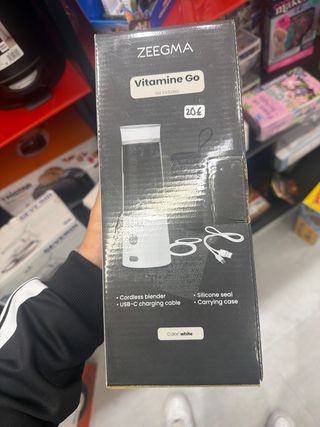 ZEEGMA
Vitamine Go
20€
• Cordless blender
• USB-C charging cable
• Silicone seal
• Carrying case
Color: white